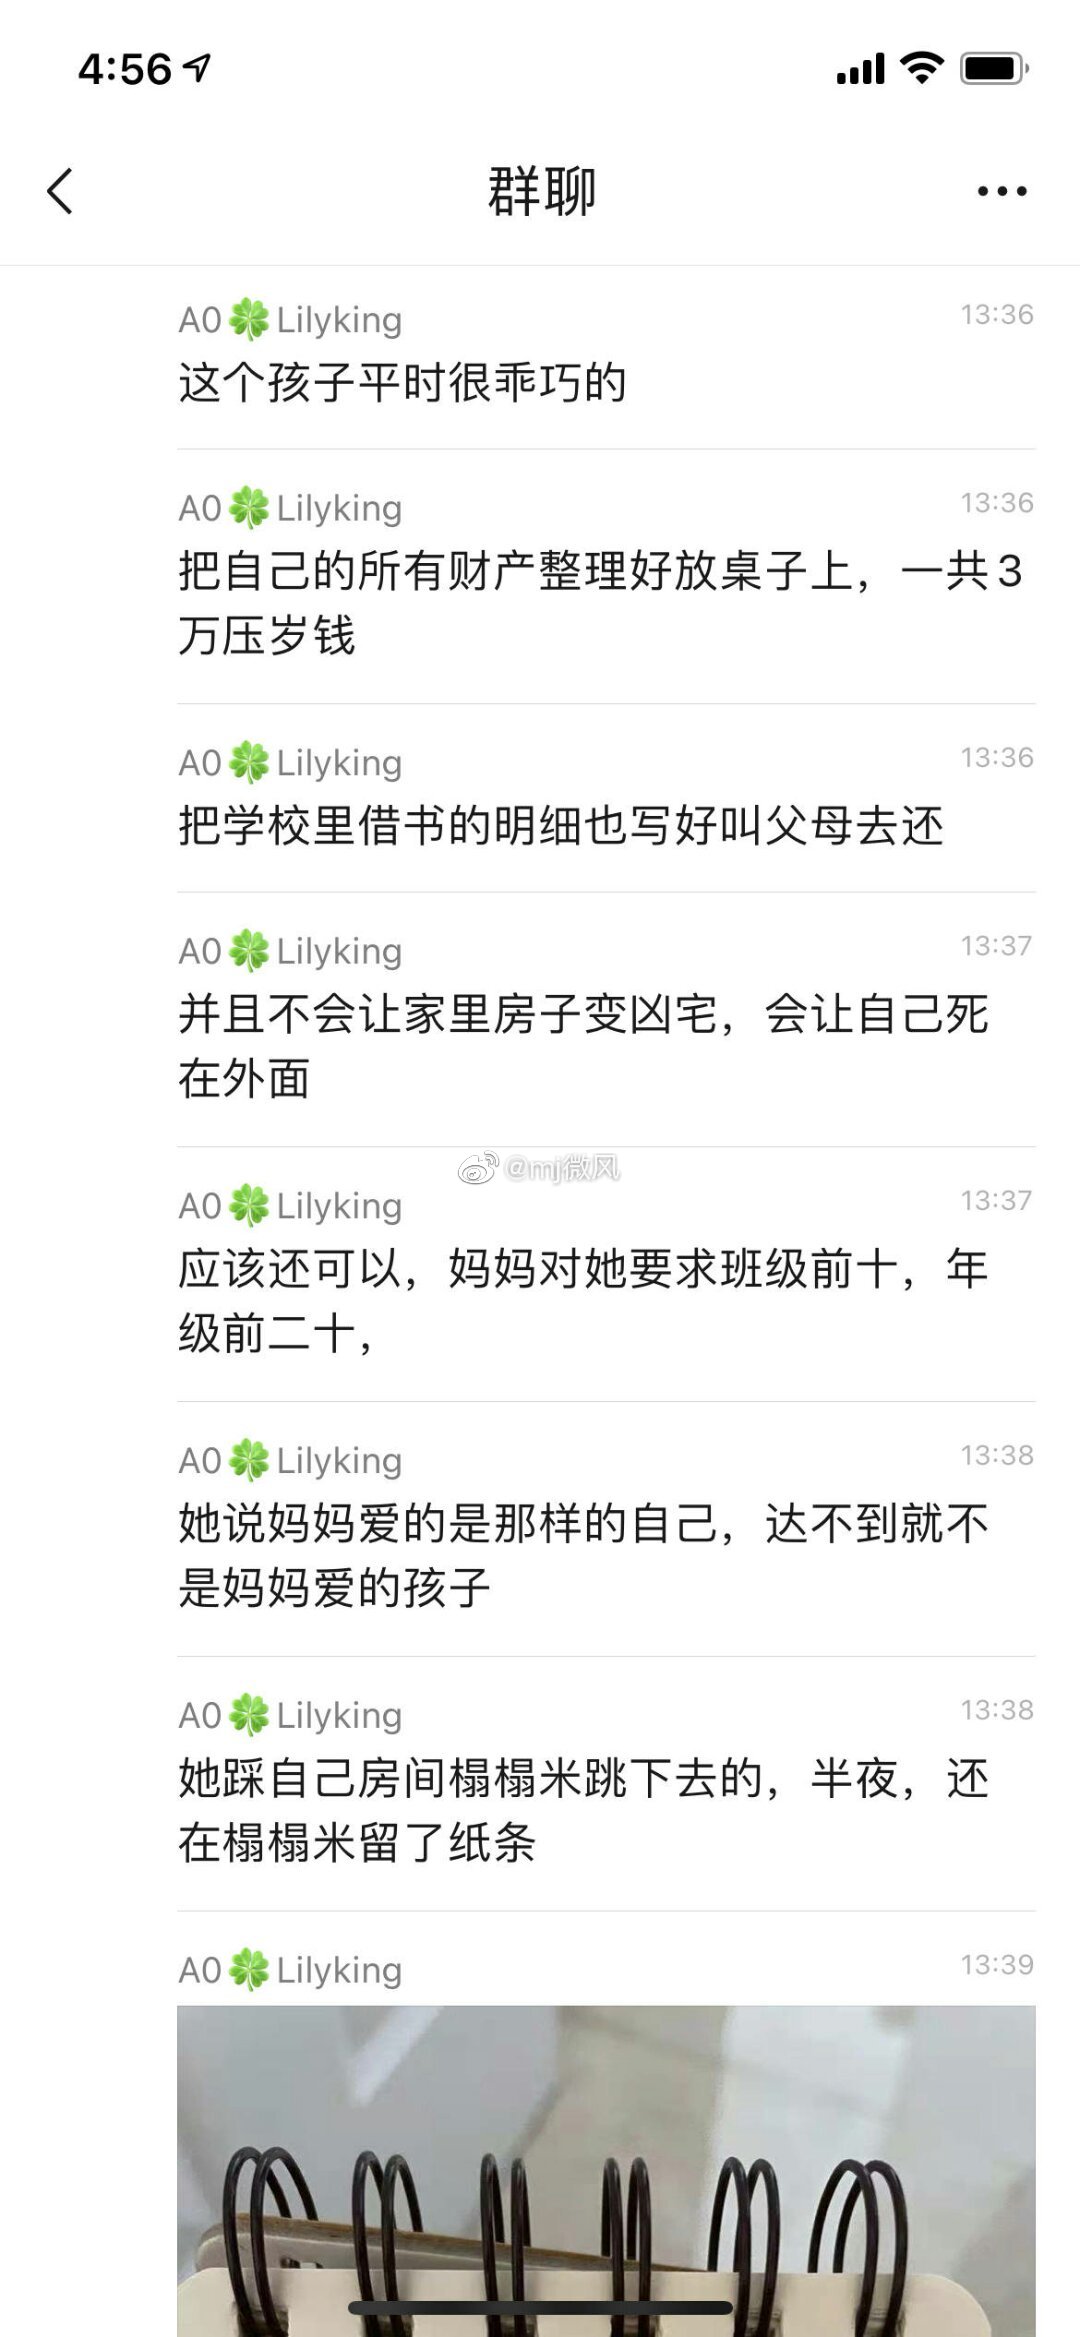 4:56
群聊
A0🍀Lilyking 13:36
这个孩子平时很乖巧的
A0🍀Lilyking 13:36
把自己的所有财产整理好放桌子上，一共3
万压岁钱
A0🍀Lilyking 13:36
把学校里借书的明细也写好叫父母去还
A0🍀Lilyking 13:37
并且不会让家里房子变凶宅，会让自己死
在外面
@mj微风
A0🍀Lilyking 13:37
应该还可以，妈妈对她要求班级前十，年
级前二十，
A0🍀Lilyking 13:38
她说妈妈爱的是那样的自己，达不到就不
是妈妈爱的孩子
A0🍀Lilyking 13:38
她踩自己房间榻榻米跳下去的，半夜，还
在榻榻米留了纸条
A0🍀Lilyking 13:39